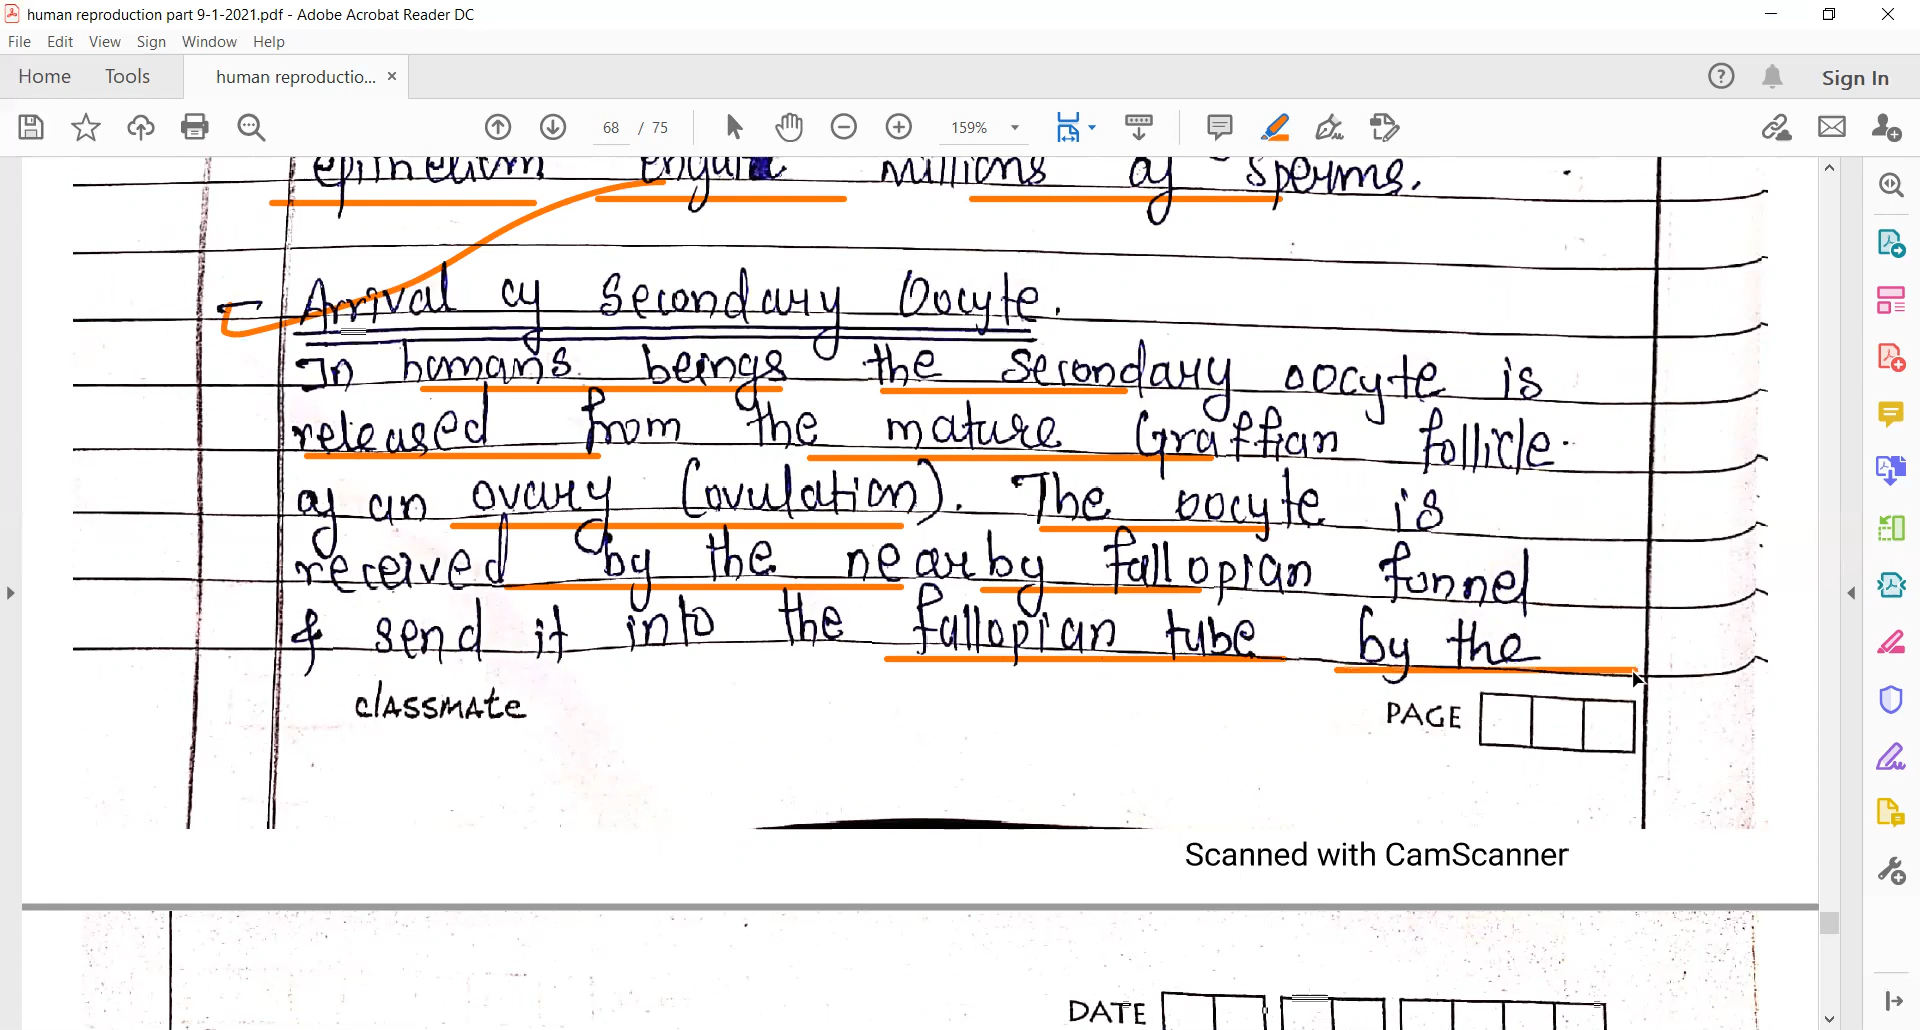 human reproduction part 9-1-2021.pdf - Adobe Acrobat Reader DC
File Edit View Sign Window Help
Home Tools human reproductio... × Sign In
68 / 75 159%
epithelium engulf millions of sperms.
– Arrival of Secondary Oocyte.
In humans beings the secondary oocyte is
released from the mature Graffian follicle.
of an ovary (ovulation). The oocyte is
received by the nearby fallopian funnel
& send it into the fallopian tube by the
classmate
PAGE
Scanned with CamScanner
DATE